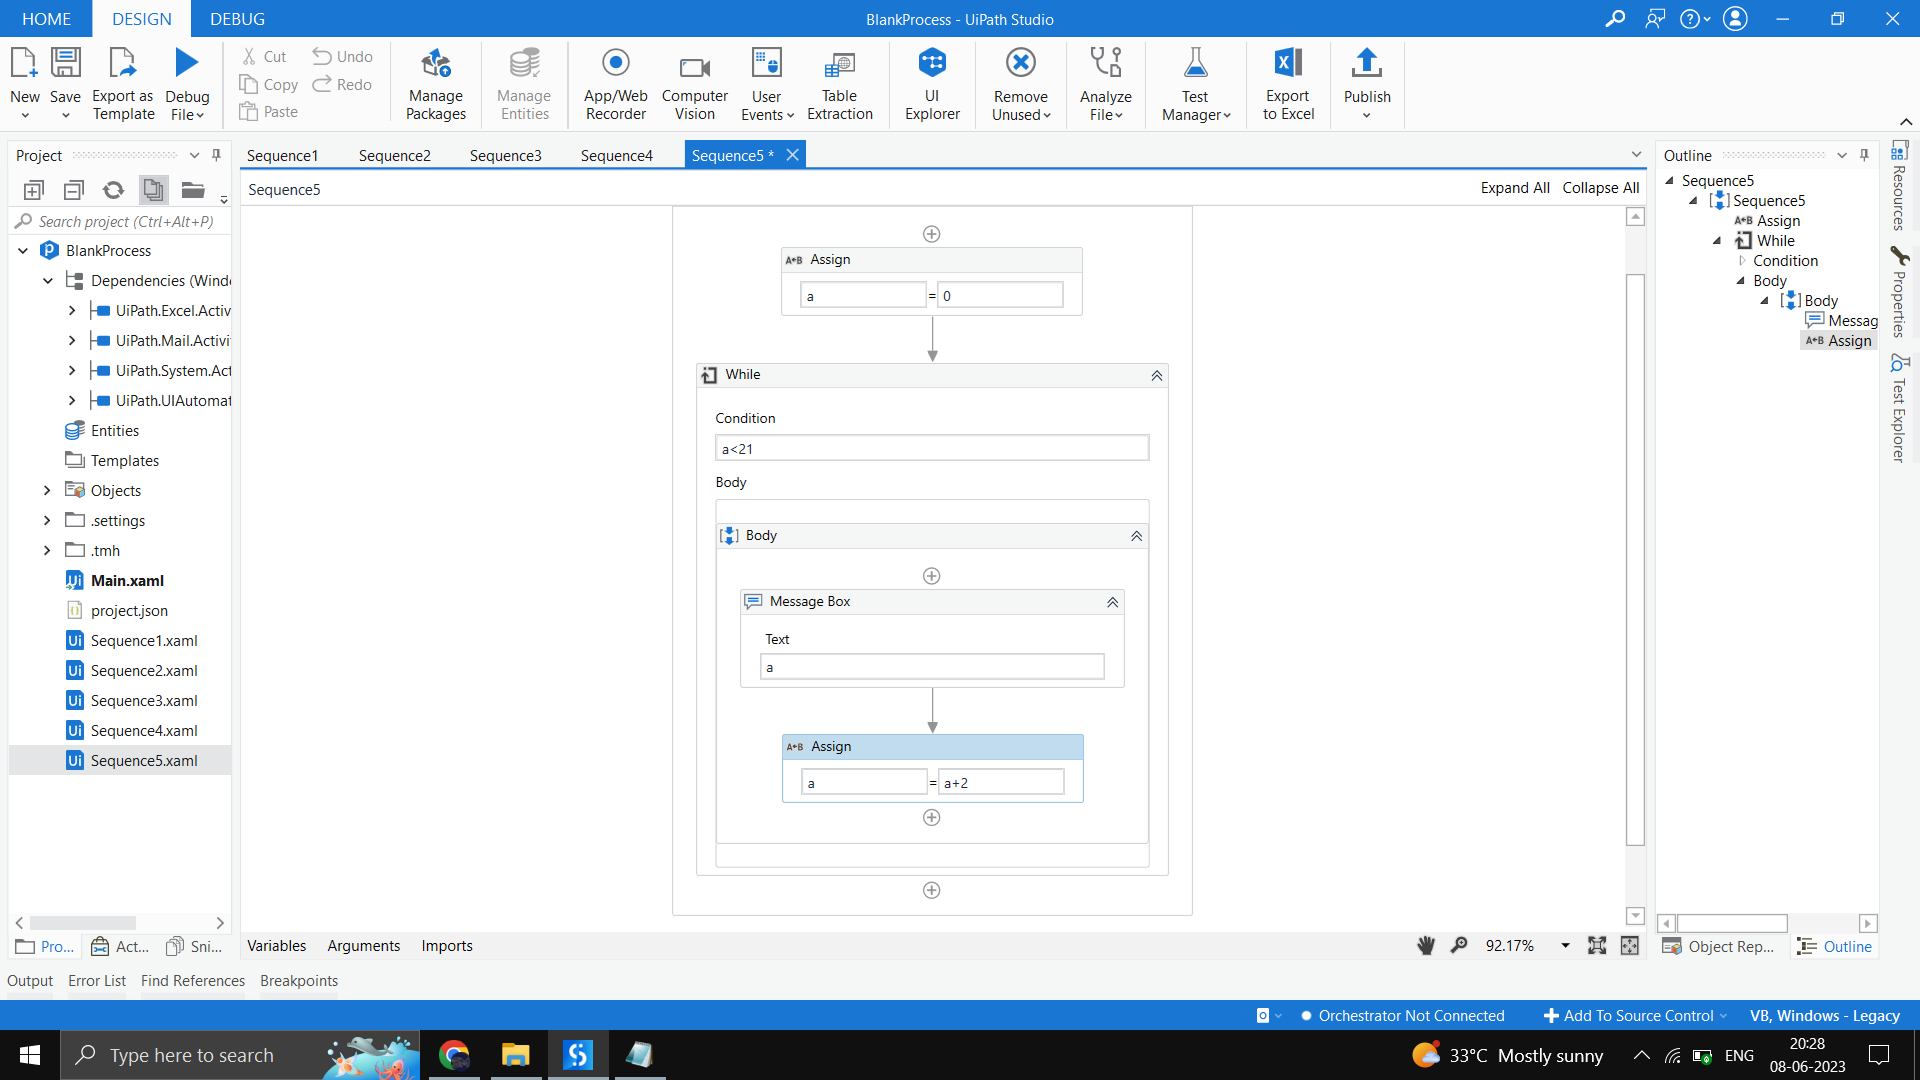 HOME
DESIGN
DEBUG
BlankProcess - UiPath Studio
New
Save
Export as
Template
Debug
File
Cut
Copy
Paste
Undo
Redo
Manage
Packages
Manage
Entities
App/Web
Recorder
Computer
Vision
User
Events
Table
Extraction
UI
Explorer
Remove
Unused
Analyze
File
Test
Manager
Export
to Excel
Publish
Project
Search project (Ctrl+Alt+P)
BlankProcess
Dependencies (Wind
UiPath.Excel.Activ
UiPath.Mail.Activi
UiPath.System.Act
UiPath.UIAutomat
Entities
Templates
Objects
.settings
.tmh
Main.xaml
project.json
Sequence1.xaml
Sequence2.xaml
Sequence3.xaml
Sequence4.xaml
Sequence5.xaml
Pro...
Act...
Sni...
Sequence1
Sequence2
Sequence3
Sequence4
Sequence5 *
Sequence5
Expand All
Collapse All
A+B Assign
a = 0
While
Condition
a<21
Body
Body
Message Box
Text
a
A+B Assign
a = a+2
Variables
Arguments
Imports
92.17%
Outline
Sequence5
Sequence5
A+B Assign
While
Condition
Body
Body
Messag
A+B Assign
Object Rep...
Outline
Resources
Properties
Test Explorer
Output
Error List
Find References
Breakpoints
Orchestrator Not Connected
Add To Source Control
VB, Windows - Legacy
Type here to search
33°C Mostly sunny
ENG
20:28
08-06-2023